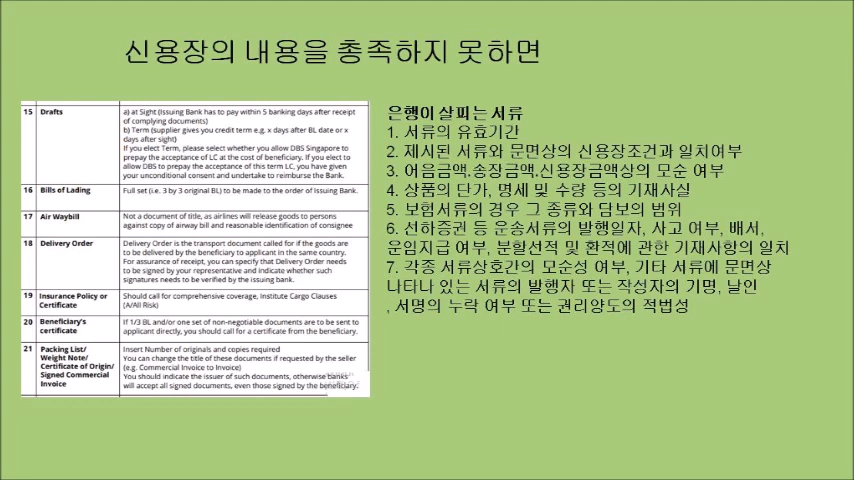 신용장의 내용을 총족하지 못하면
15 Drafts a) at Sight (Issuing Bank has to pay within 5 banking days after receipt
of complying documents)
b) Term (supplier gives you credit term e.g. x days after BL date or x
days after sight)
If you elect Term, please select whether you allow DBS Singapore to
prepay the acceptance of LC at the cost of beneficiary. If you elect to
allow DBS to prepay the acceptance of this term LC, you have given
your unconditional consent and undertake to reimburse the Bank.
16 Bills of Lading Full set (i.e. 3 by 3 original BL) to be made to the order of Issuing Bank.
17 Air Waybill Not a document of title, as airlines will release goods to persons
against copy of airway bill and reasonable identification of consignee
18 Delivery Order Delivery Order is the transport document called for if the goods are
to be delivered by the beneficiary to applicant in the same country.
For assurance of receipt, you can specify that Delivery Order needs
to be signed by your representative and indicate whether such
signatures needs to be verified by the issuing bank.
19 Insurance Policy or Should call for comprehensive coverage, Institute Cargo Clauses
Certificate (A/All Risk)
20 Beneficiary's If 1/3 BL and/or one set of non-negotiable documents are to be sent to
certificate applicant directly, you should call for a certificate from the beneficiary.
21 Packing List/ Insert Number of originals and copies required
Weight Note/ You can change the title of these documents if requested by the seller
Certificate of Origin/ (e.g. Commercial Invoice to Invoice)
Signed Commercial You should indicate the issuer of such documents, otherwise banks
Invoice will accept all signed documents, even those signed by the beneficiary.
은행이 살피는 서류
1. 서류의 유효기간
2. 제시된 서류와 문면상의 신용장조건과 일치여부
3. 어음금액.송장금액.신용장금액상의 모순 여부
4. 상품의 단가, 명세 및 수량 등의 기재사실
5. 보험서류의 경우 그 종류와 담보의 범위
6. 선하증권 등 운송서류의 발행일자, 사고 여부, 배서,
운임지급 여부, 분할선적 및 환적에 관한 기재사항의 일치
7. 각종 서류상호간의 모순성 여부, 기타 서류에 문면상
나타나 있는 서류의 발행자 또는 작성자의 기명, 날인
, 서명의 누락 여부 또는 권리양도의 적법성